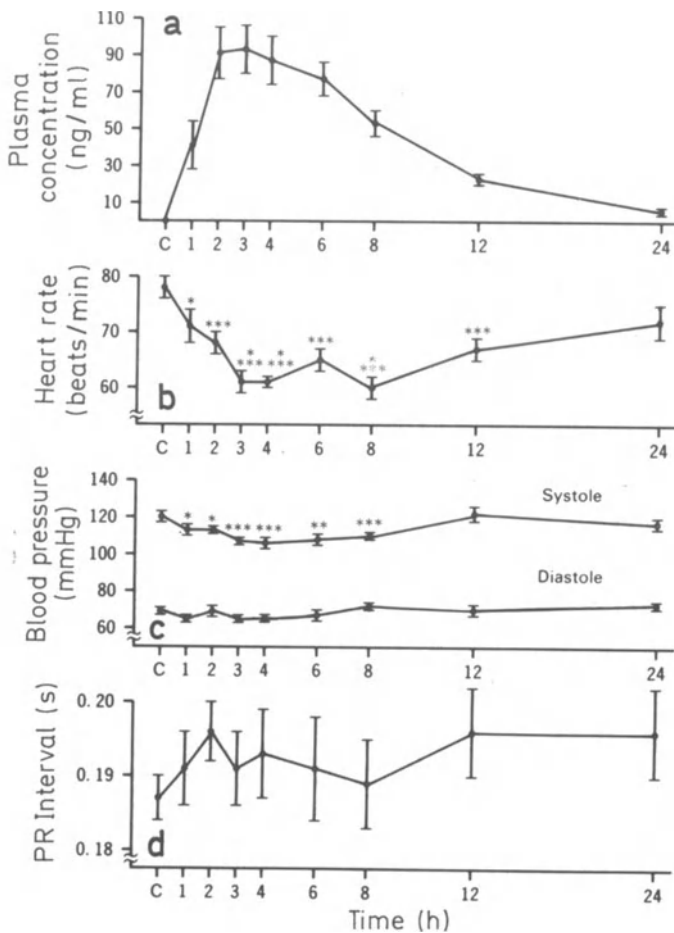 a
Plasma
concentration
(ng/ml)
110
90
70
50
30
10
C 1 2 3 4 6 8 12 24
b
Heart rate
(beats/min)
80
70
60
* *** * *** * *** *** * *** ***
C 1 2 3 4 6 8 12 24
c
Blood pressure
(mmHg)
140
120
100
80
60
* * *** *** ** ***
Systole
Diastole
C 1 2 3 4 6 8 12 24
d
PR Interval (s)
0.20
0.19
0.18
C 1 2 3 4 6 8 12 24
Time (h)